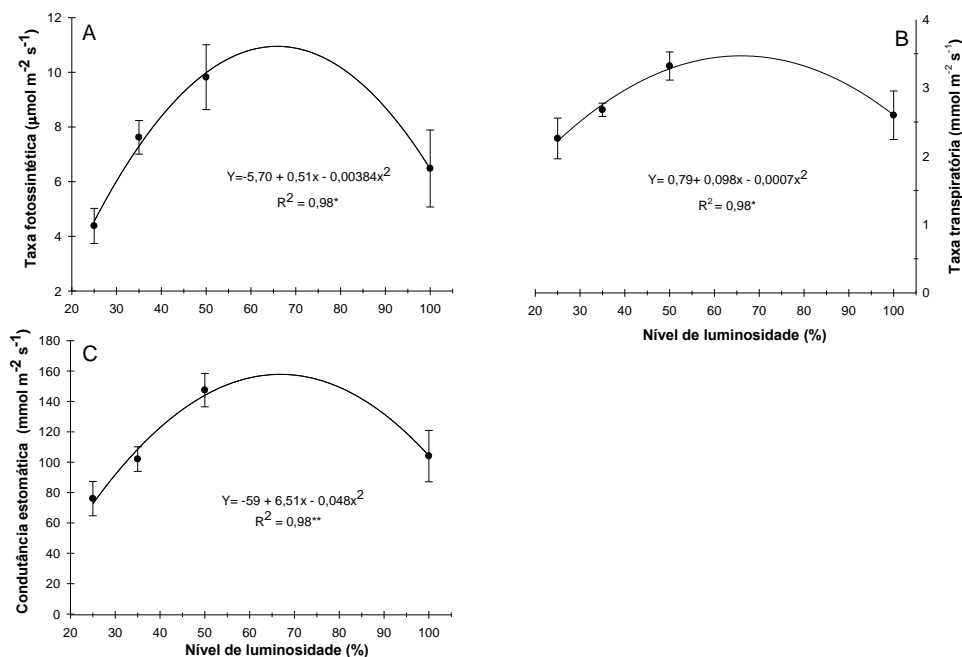 A
Taxa fotossintética (µmol m-2 s-1)
12
10
8
6
4
2
Y=-5,70 + 0,51x - 0,00384x2
R2 = 0,98*
20 30 40 50 60 70 80 90 100
B
Taxa transpiratória (mmol m-2 s-1)
4
3
2
1
0
Y= 0,79+ 0,098x - 0,0007x2
R2 = 0,98*
20 30 40 50 60 70 80 90 100
Nível de luminosidade (%)
C
Condutância estomática (mmol m-2 s-1)
180
160
140
120
100
80
60
40
20
0
Y= -59 + 6,51x - 0,048x2
R2 = 0,98**
20 30 40 50 60 70 80 90 100
Nível de luminosidade (%)